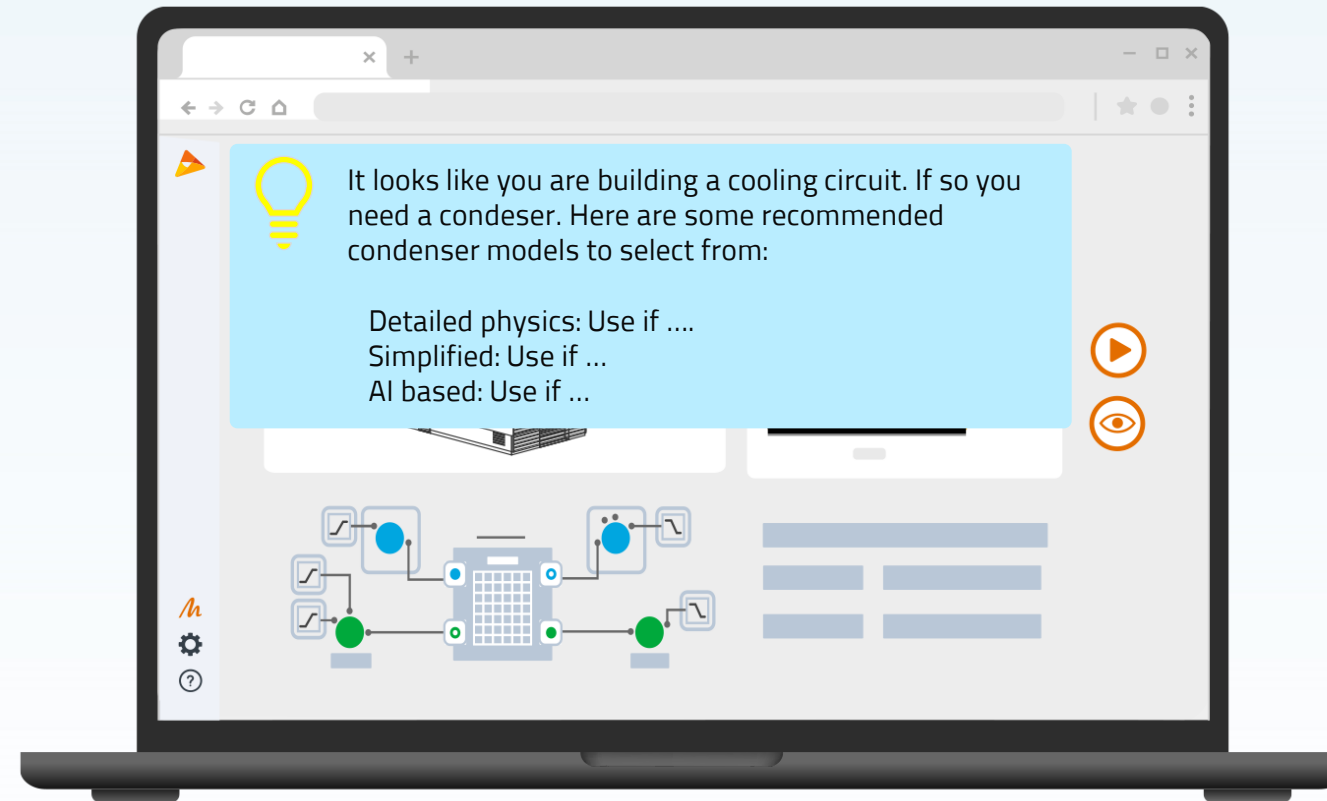 It looks like you are building a cooling circuit. If so you
need a condeser. Here are some recommended
condenser models to select from:
Detailed physics: Use if ....
Simplified: Use if ...
AI based: Use if ...